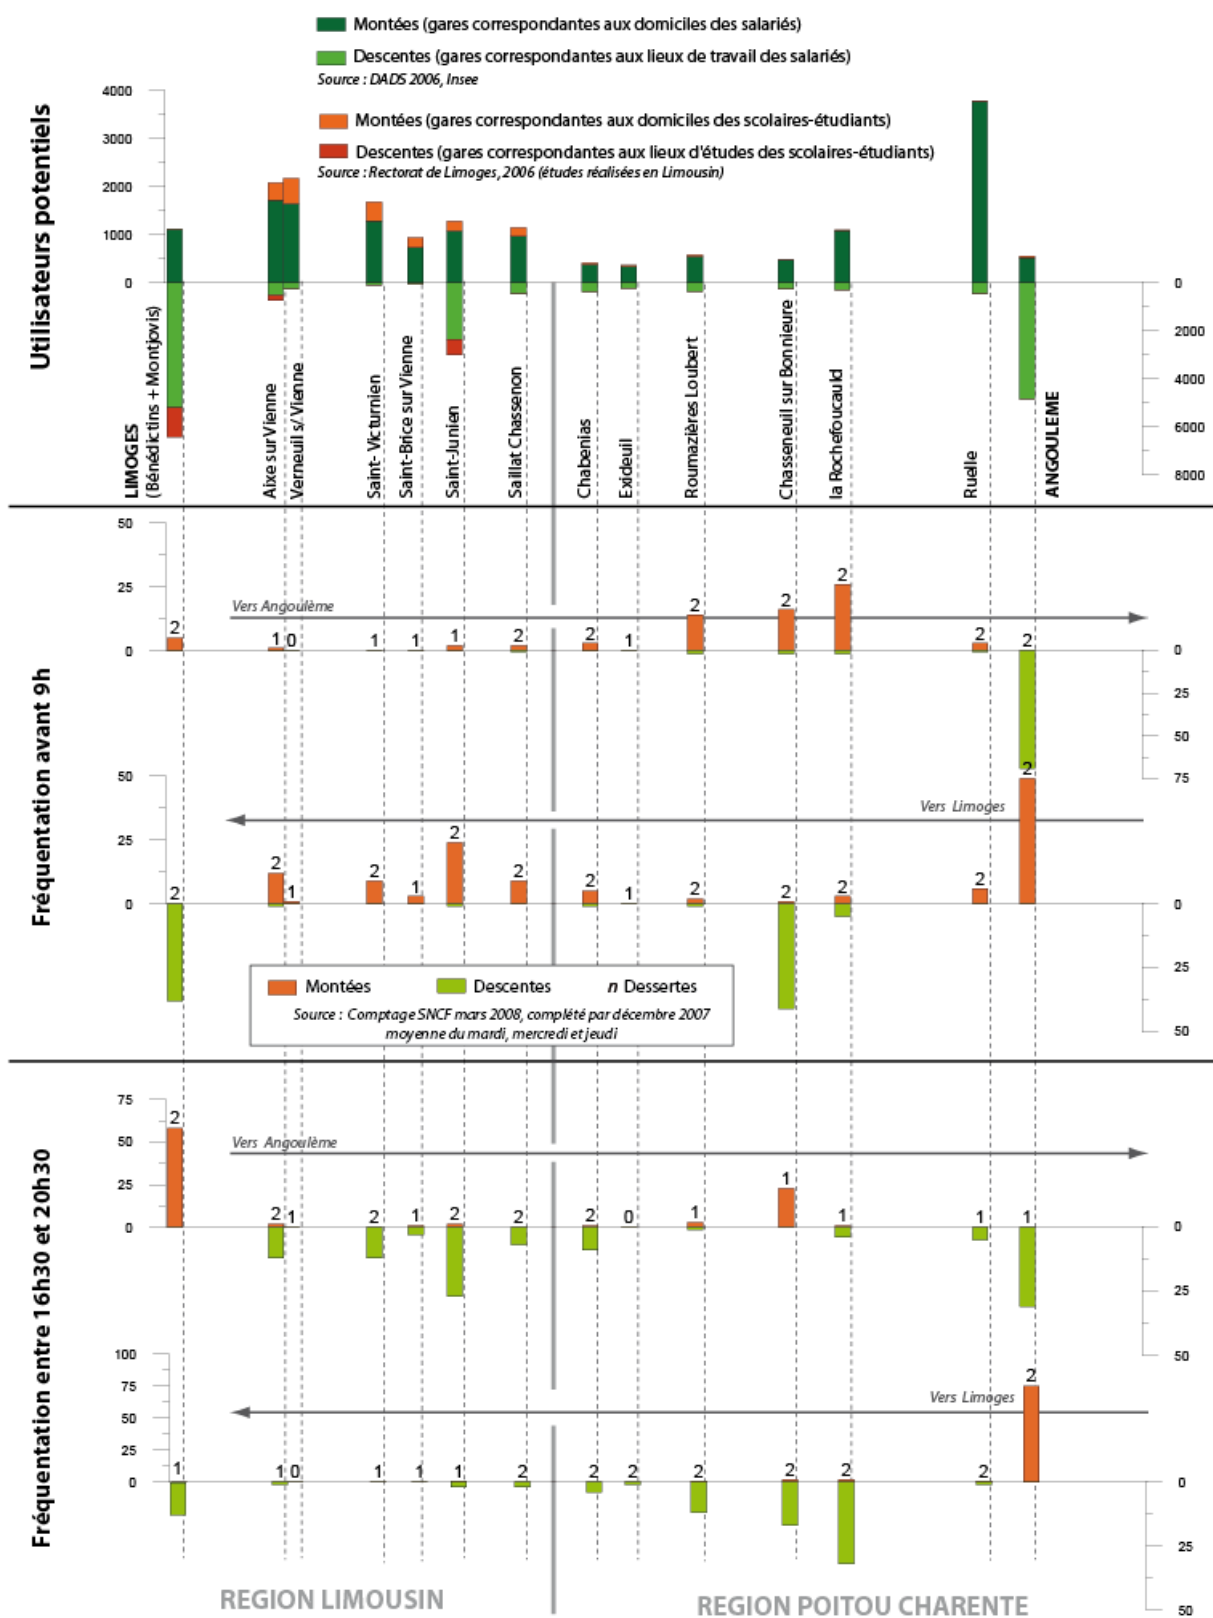 Montées (gares correspondantes aux domiciles des salariés)
Descentes (gares correspondantes aux lieux de travail des salariés)
Source : DADS 2006, Insee
Montées (gares correspondantes aux domiciles des scolaires-étudiants)
Descentes (gares correspondantes aux lieux d'études des scolaires-étudiants)
Source : Rectorat de Limoges, 2006 (études réalisées en Limousin)
Utilisateurs potentiels
4000
3000
2000
1000
0
0
2000
4000
6000
8000
LIMOGES
(Bénédictins + Montjovis)
Aixe sur Vienne
Verneuil s/ Vienne
Saint- Victurnien
Saint-Brice sur Vienne
Saint-Junien
Saillat Chassenon
Chabenias
Exideuil
Roumazières Loubert
Chasseneuil sur Bonnieure
la Rochefoucauld
Ruelle
ANGOULEME
Fréquentation avant 9h
50
25
0
Vers Angoulème
2 1 0 1 1 1 2 2 1 2 2 2 2 2
0
25
50
75
50
25
0
Vers Limoges
2 2 1 2 1 2 2 2 1 2 2 2 2 2
0
25
50
Montées Descentes n Dessertes
Source : Comptage SNCF mars 2008, complété par décembre 2007
moyenne du mardi, mercredi et jeudi
Fréquentation entre 16h30 et 20h30
75
50
25
0
Vers Angoulème
2 2 1 2 1 2 2 2 0 1 1 1 1 1
0
25
50
100
75
50
25
0
Vers Limoges
1 1 0 1 1 1 2 2 2 2 2 2 2 2
0
25
50
REGION LIMOUSIN
REGION POITOU CHARENTE